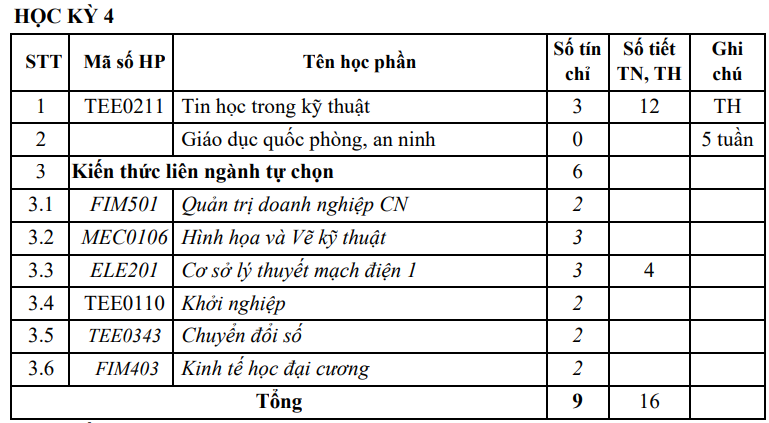 HỌC KỲ 4
STT Mã số HP Tên học phần Số tín chỉ Số tiết TN, TH Ghi chú
1 TEE0211 Tin học trong kỹ thuật 3 12 TH
2 Giáo dục quốc phòng, an ninh 0 5 tuần
3 Kiến thức liên ngành tự chọn 6
3.1 FIM501 Quản trị doanh nghiệp CN 2
3.2 MEC0106 Hình họa và Vẽ kỹ thuật 3
3.3 ELE201 Cơ sở lý thuyết mạch điện 1 3 4
3.4 TEE0110 Khởi nghiệp 2
3.5 TEE0343 Chuyển đổi số 2
3.6 FIM403 Kinh tế học đại cương 2
Tổng 9 16